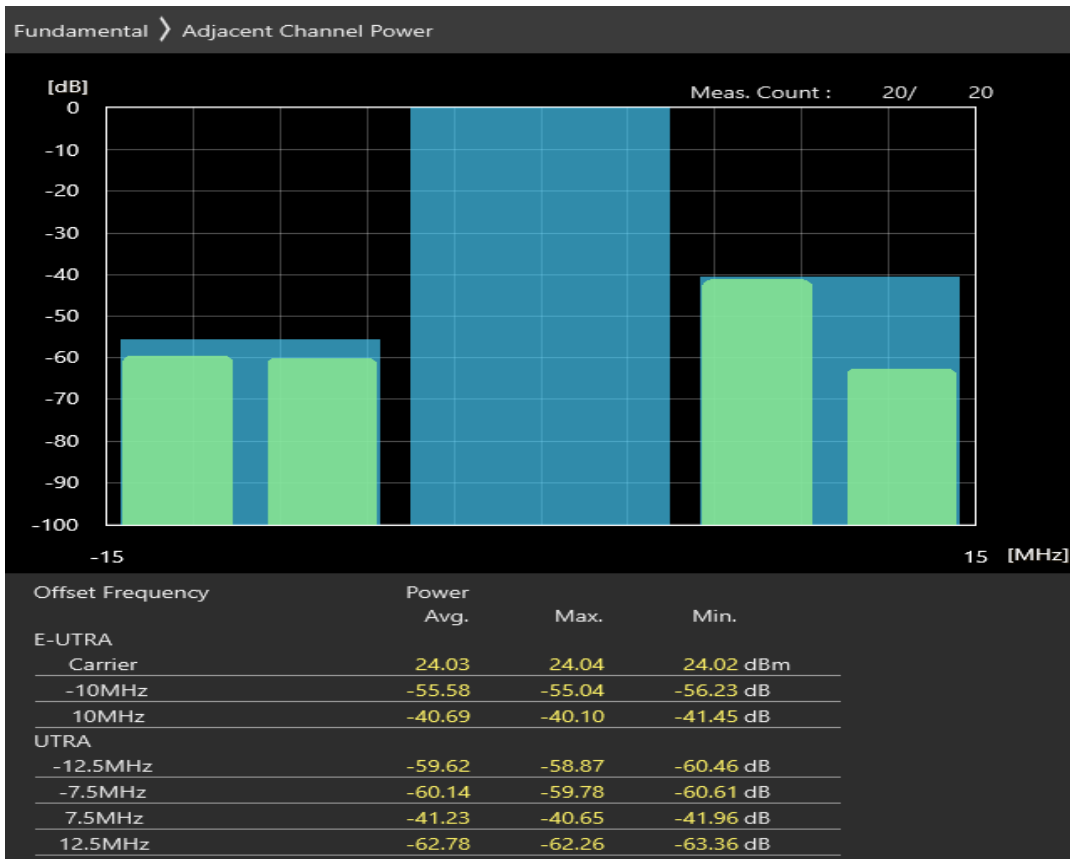 Fundamental 〉 Adjacent Channel Power
[dB]
Meas. Count : 20/ 20
0
-10
-20
-30
-40
-50
-60
-70
-80
-90
-100
-15 15 [MHz]
Offset Frequency Power
Avg. Max. Min.
E-UTRA
Carrier 24.03 24.04 24.02 dBm
-10MHz -55.58 -55.04 -56.23 dB
10MHz -40.69 -40.10 -41.45 dB
UTRA
-12.5MHz -59.62 -58.87 -60.46 dB
-7.5MHz -60.14 -59.78 -60.61 dB
7.5MHz -41.23 -40.65 -41.96 dB
12.5MHz -62.78 -62.26 -63.36 dB